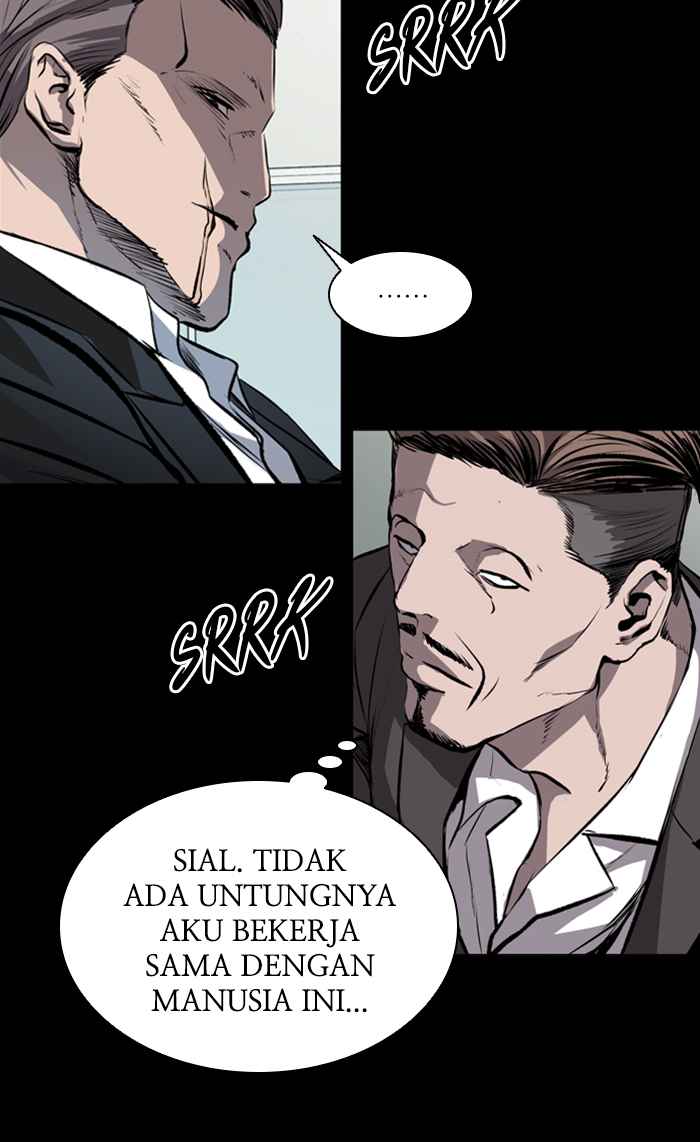 SRRK
......
SRRK
SIAL. TIDAK
ADA UNTUNGNYA
AKU BEKERJA
SAMA DENGAN
MANUSIA INI...